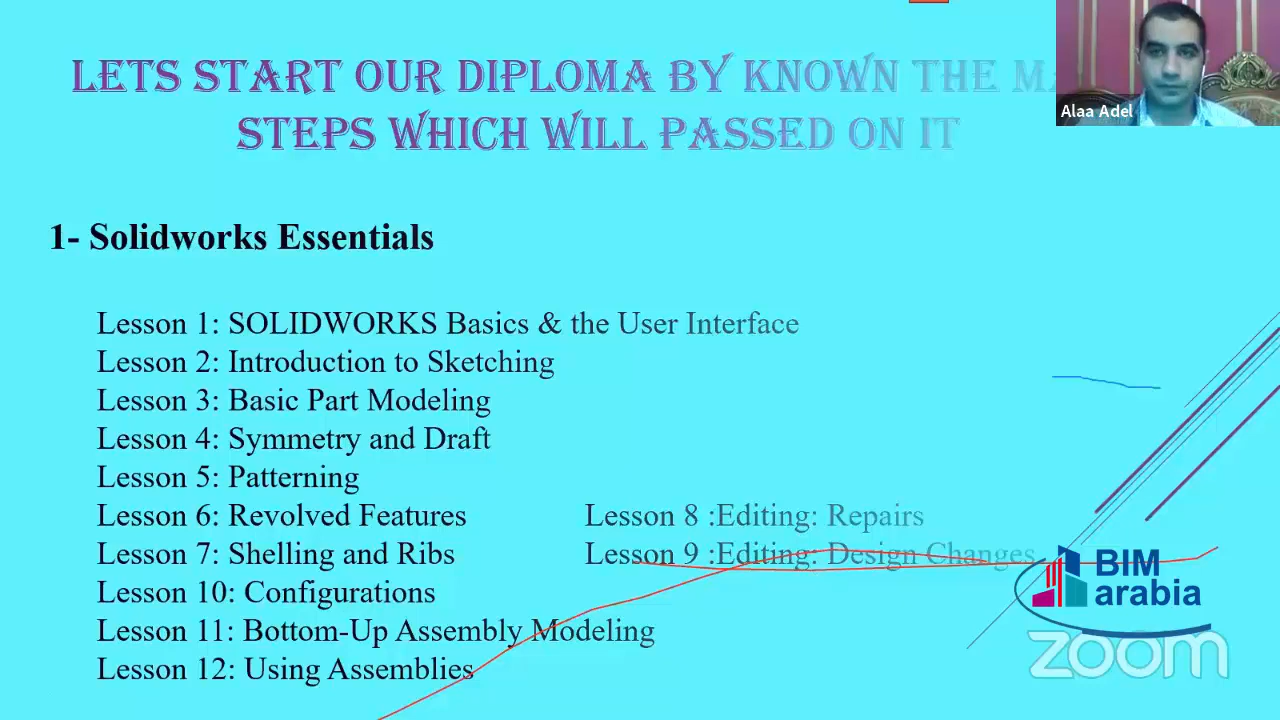 LETS START OUR DIPLOMA BY KNOWN THE
STEPS WHICH WILL PASSED ON IT
Alaa Adel
1- Solidworks Essentials
Lesson 1: SOLIDWORKS Basics & the User Interface
Lesson 2: Introduction to Sketching
Lesson 3: Basic Part Modeling
Lesson 4: Symmetry and Draft
Lesson 5: Patterning
Lesson 6: Revolved Features Lesson 8 :Editing: Repairs
Lesson 7: Shelling and Ribs Lesson 9 :Editing: Design Changes
Lesson 10: Configurations
Lesson 11: Bottom-Up Assembly Modeling
Lesson 12: Using Assemblies
BIM
arabia
zoom